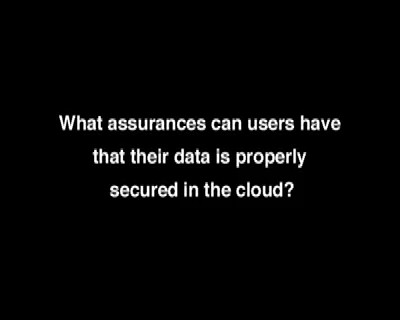 What assurances can users have
that their data is properly
secured in the cloud?